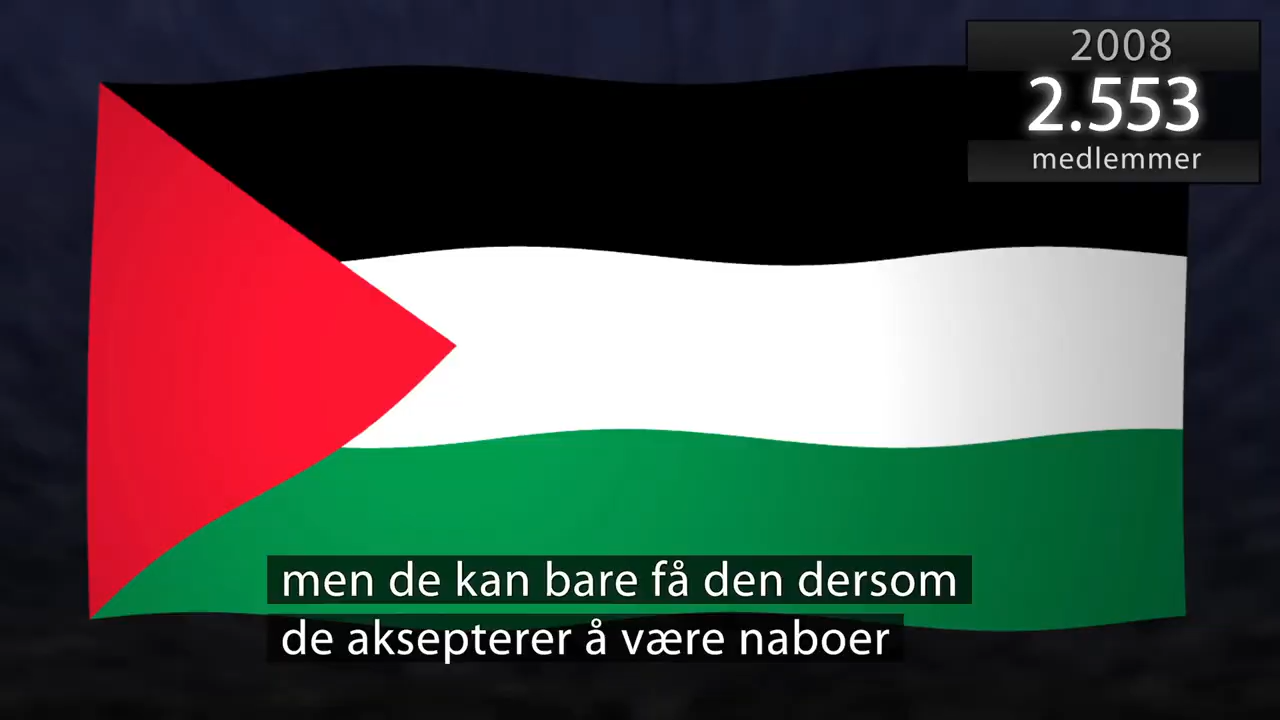 2008
2.553
medlemmer
men de kan bare få den dersom
de aksepterer å være naboer